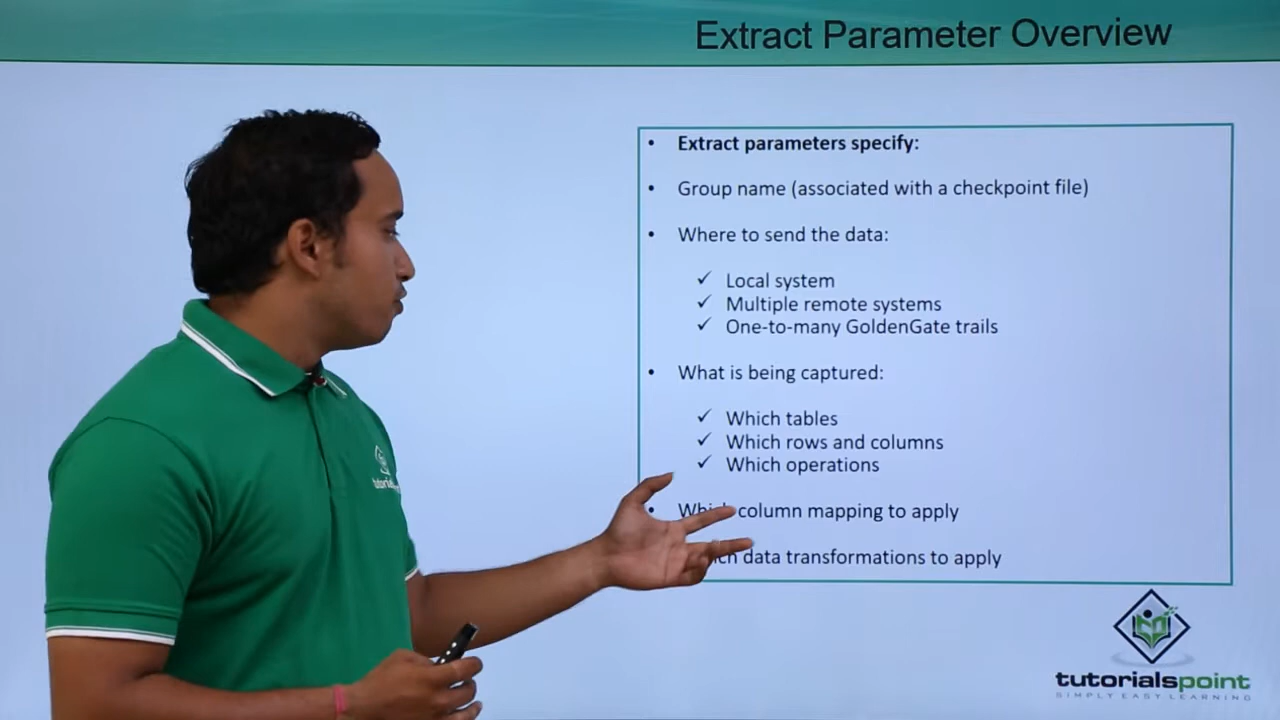 Extract Parameter Overview
• Extract parameters specify:
• Group name (associated with a checkpoint file)
• Where to send the data:
✓ Local system
✓ Multiple remote systems
✓ One-to-many GoldenGate trails
• What is being captured:
✓ Which tables
✓ Which rows and columns
✓ Which operations
• column mapping to apply
data transformations to apply
tutorialspoint
SIMPLY EASY LEARNING